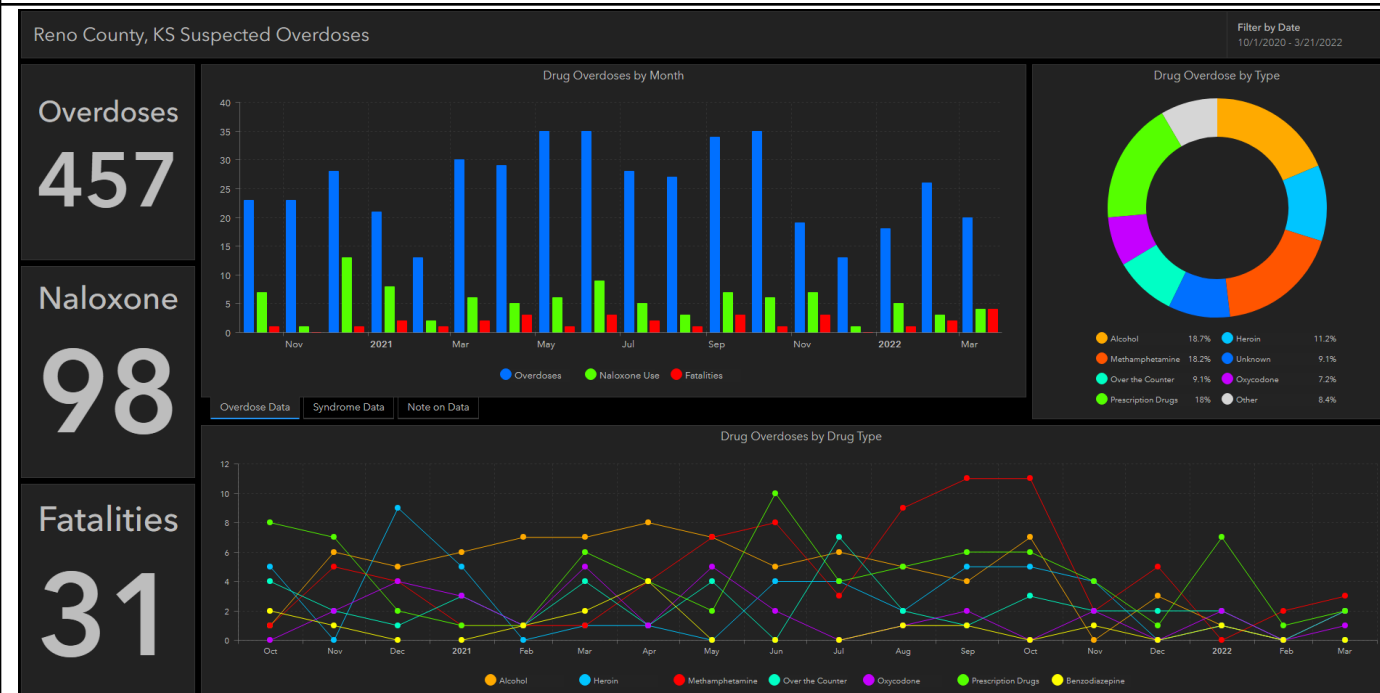 Reno County, KS Suspected Overdoses
Filter by Date
10/1/2020 - 3/21/2022
Overdoses
457
Naloxone
98
Fatalities
31
Drug Overdoses by Month
40
35
30
25
20
15
10
5
0
Nov 2021 Mar May Jul Sep Nov 2022 Mar
Overdoses Naloxone Use Fatalities
Overdose Data Syndrome Data Note on Data
Drug Overdose by Type
Alcohol 18.7% Heroin 11.2%
Methamphetamine 18.2% Unknown 9.1%
Over the Counter 9.1% Oxycodone 7.2%
Prescription Drugs 18% Other 8.4%
Drug Overdoses by Drug Type
12
10
8
6
4
2
0
Oct Nov Dec 2021 Feb Mar Apr May Jun Jul Aug Sep Oct Nov Dec 2022 Feb Mar
Alcohol Heroin Methamphetamine Over the Counter Oxycodone Prescription Drugs Benzodiazepine